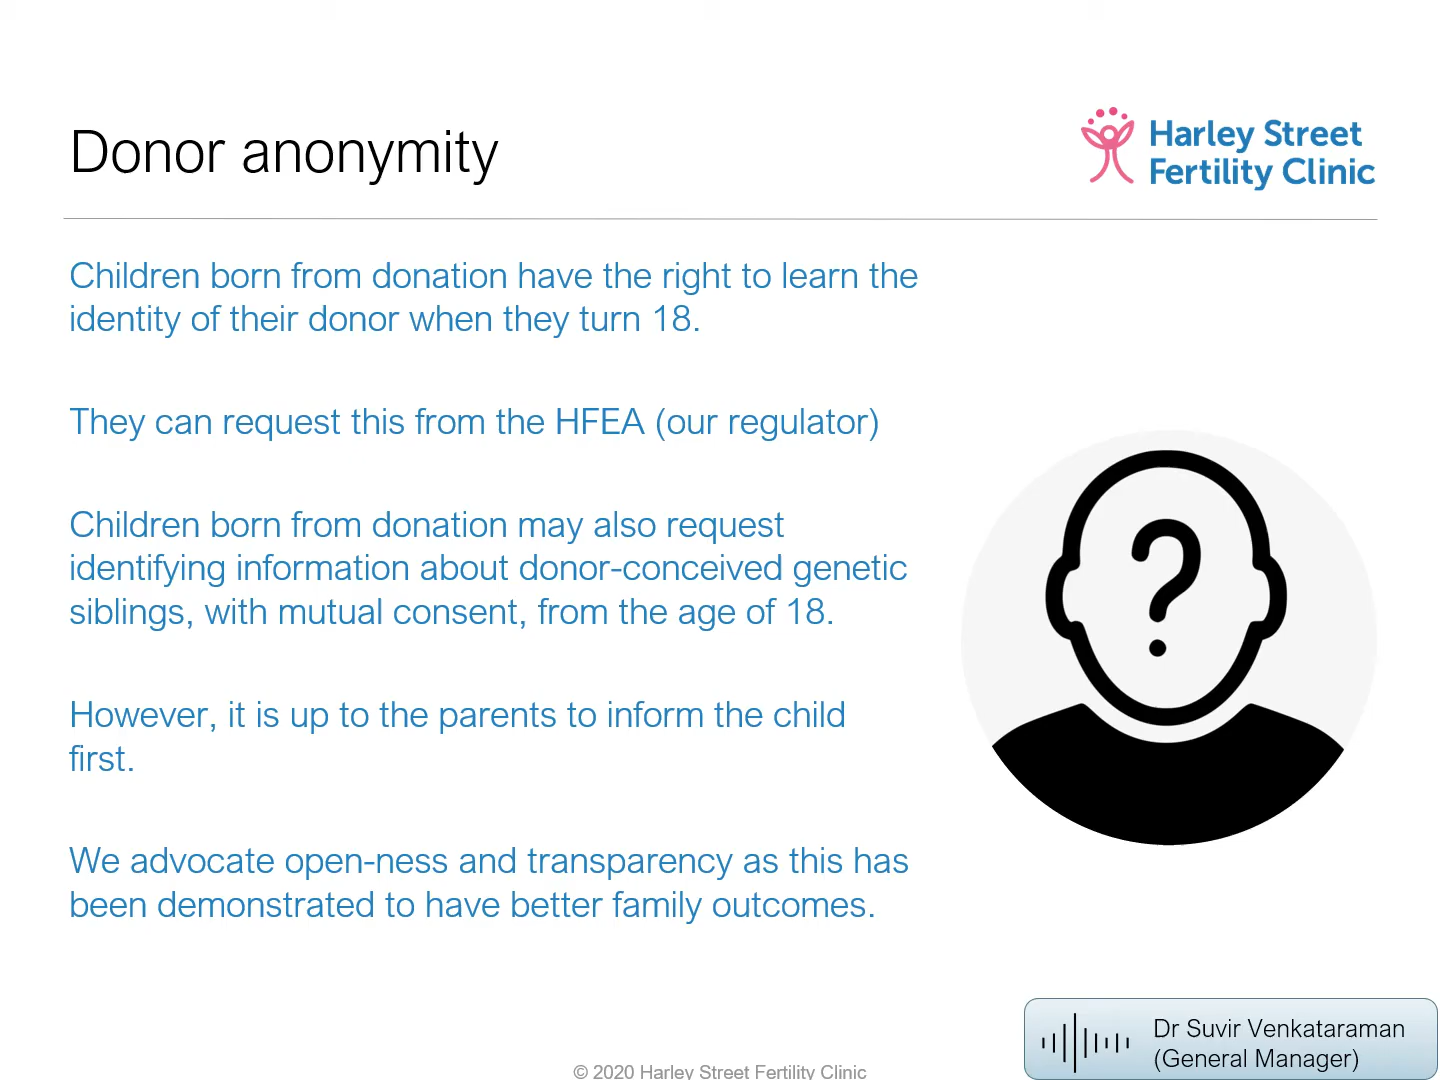 Donor anonymity
Harley Street
Fertility Clinic
Children born from donation have the right to learn the
identity of their donor when they turn 18.
They can request this from the HFEA (our regulator)
Children born from donation may also request
identifying information about donor-conceived genetic
siblings, with mutual consent, from the age of 18.
However, it is up to the parents to inform the child
first.
We advocate open-ness and transparency as this has
been demonstrated to have better family outcomes.
?
Dr Suvir Venkataraman
(General Manager)
© 2020 Harley Street Fertility Clinic